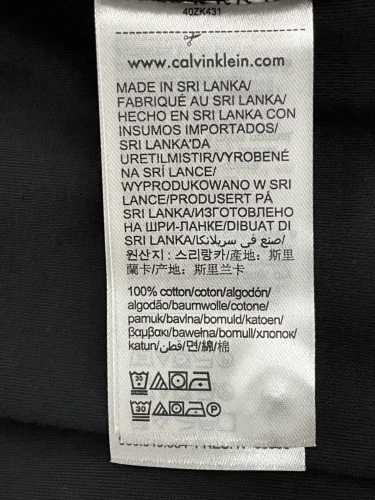 40ZK431
www.calvinklein.com
MADE IN SRI LANKA/
FABRIQUÉ AU SRI LANKA/
HECHO EN SRI LANKA CON
INSUMOS IMPORTADOS/
SRI LANKA'DA
URETILMISTIR/VYROBENÉ
NA SRÍ LANCE/
WYPRODUKOWANO W SRI
LANCE/PRODUSERT PÅ
SRI LANKA/ИЗГОТОВЛЕНО
НА ШРИ-ЛАНКЕ/DIBUAT DI
SRI LANKA/صنع في سريلانكا/
원산지 : 스리랑카/產地：斯里
蘭卡/产地：斯里兰卡
100% cotton/coton/algodón/
algodão/baumwolle/cotone/
pamuk/bavlna/bomuld/katoen/
βαμβακι/bawełna/bomull/хлопок/
katun/قطن/면/綿/棉
30
30 P